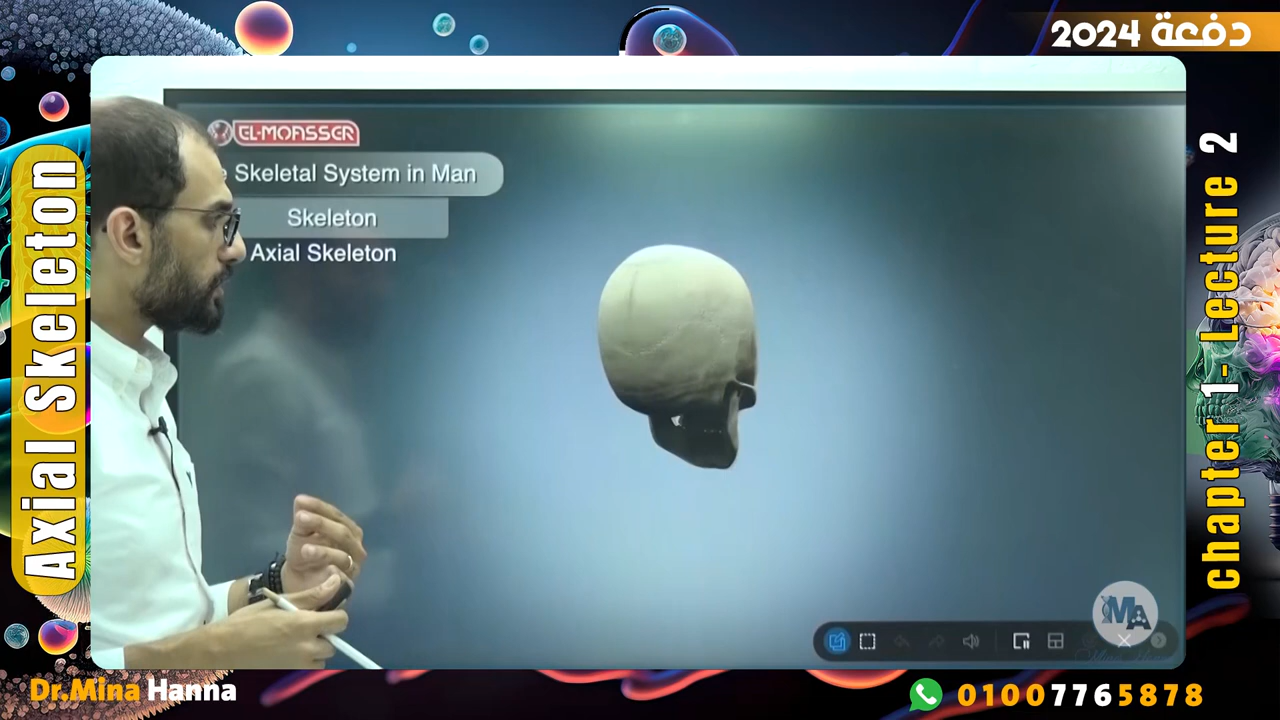 دفعة 2024
EL-MOASSER
Skeletal System in Man
Skeleton
Axial Skeleton
Axial Skeleton
chapter 1- Lecture 2
MA
Dr.Mina Hanna
01007765878